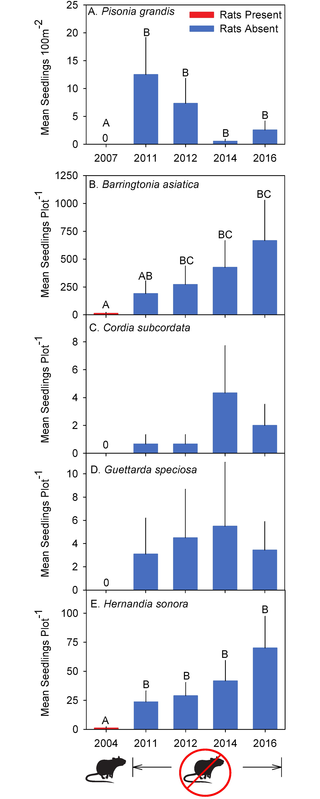 A. Pisonia grandis
Rats Present
Rats Absent
Mean Seedlings 100m-2
25
20
15
10
5
0
A
0
B
B
B
B
2007
2011
2012
2014
2016
B. Barringtonia asiatica
Mean Seedlings Plot-1
1250
1000
750
500
250
0
A
AB
BC
BC
BC
C. Cordia subcordata
Mean Seedlings Plot-1
8
6
4
2
0
0
D. Guettarda speciosa
Mean Seedlings Plot-1
10
8
6
4
2
0
0
E. Hernandia sonora
Mean Seedlings Plot-1
100
75
50
25
0
A
B
B
B
B
2004
2011
2012
2014
2016